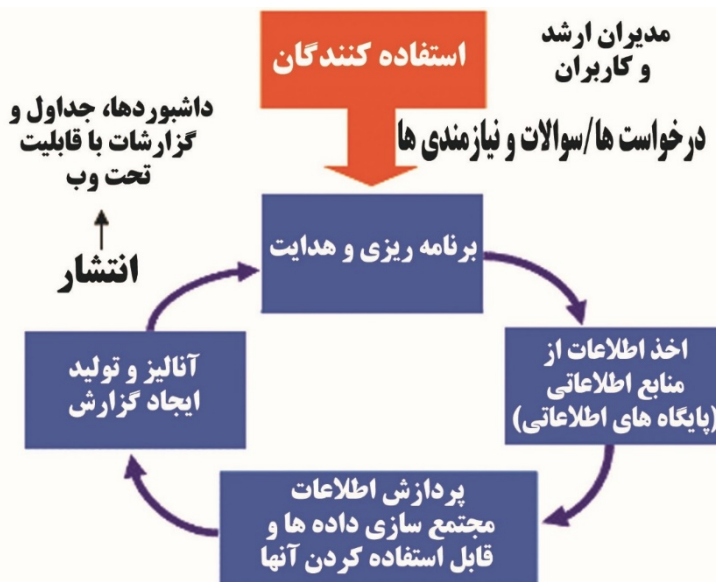 استفاده کنندگان
مدیران ارشد
و کاربران
درخواست ها/سوالات و نیازمندی ها
برنامه ریزی و هدایت
اخذ اطلاعات از
منابع اطلاعاتی
(پایگاه های اطلاعاتی)
پردازش اطلاعات
مجتمع سازی داده ها و
قابل استفاده کردن آنها
آنالیز و تولید
ایجاد گزارش
انتشار
داشبوردها، جداول و
گزارشات با قابلیت
تحت وب